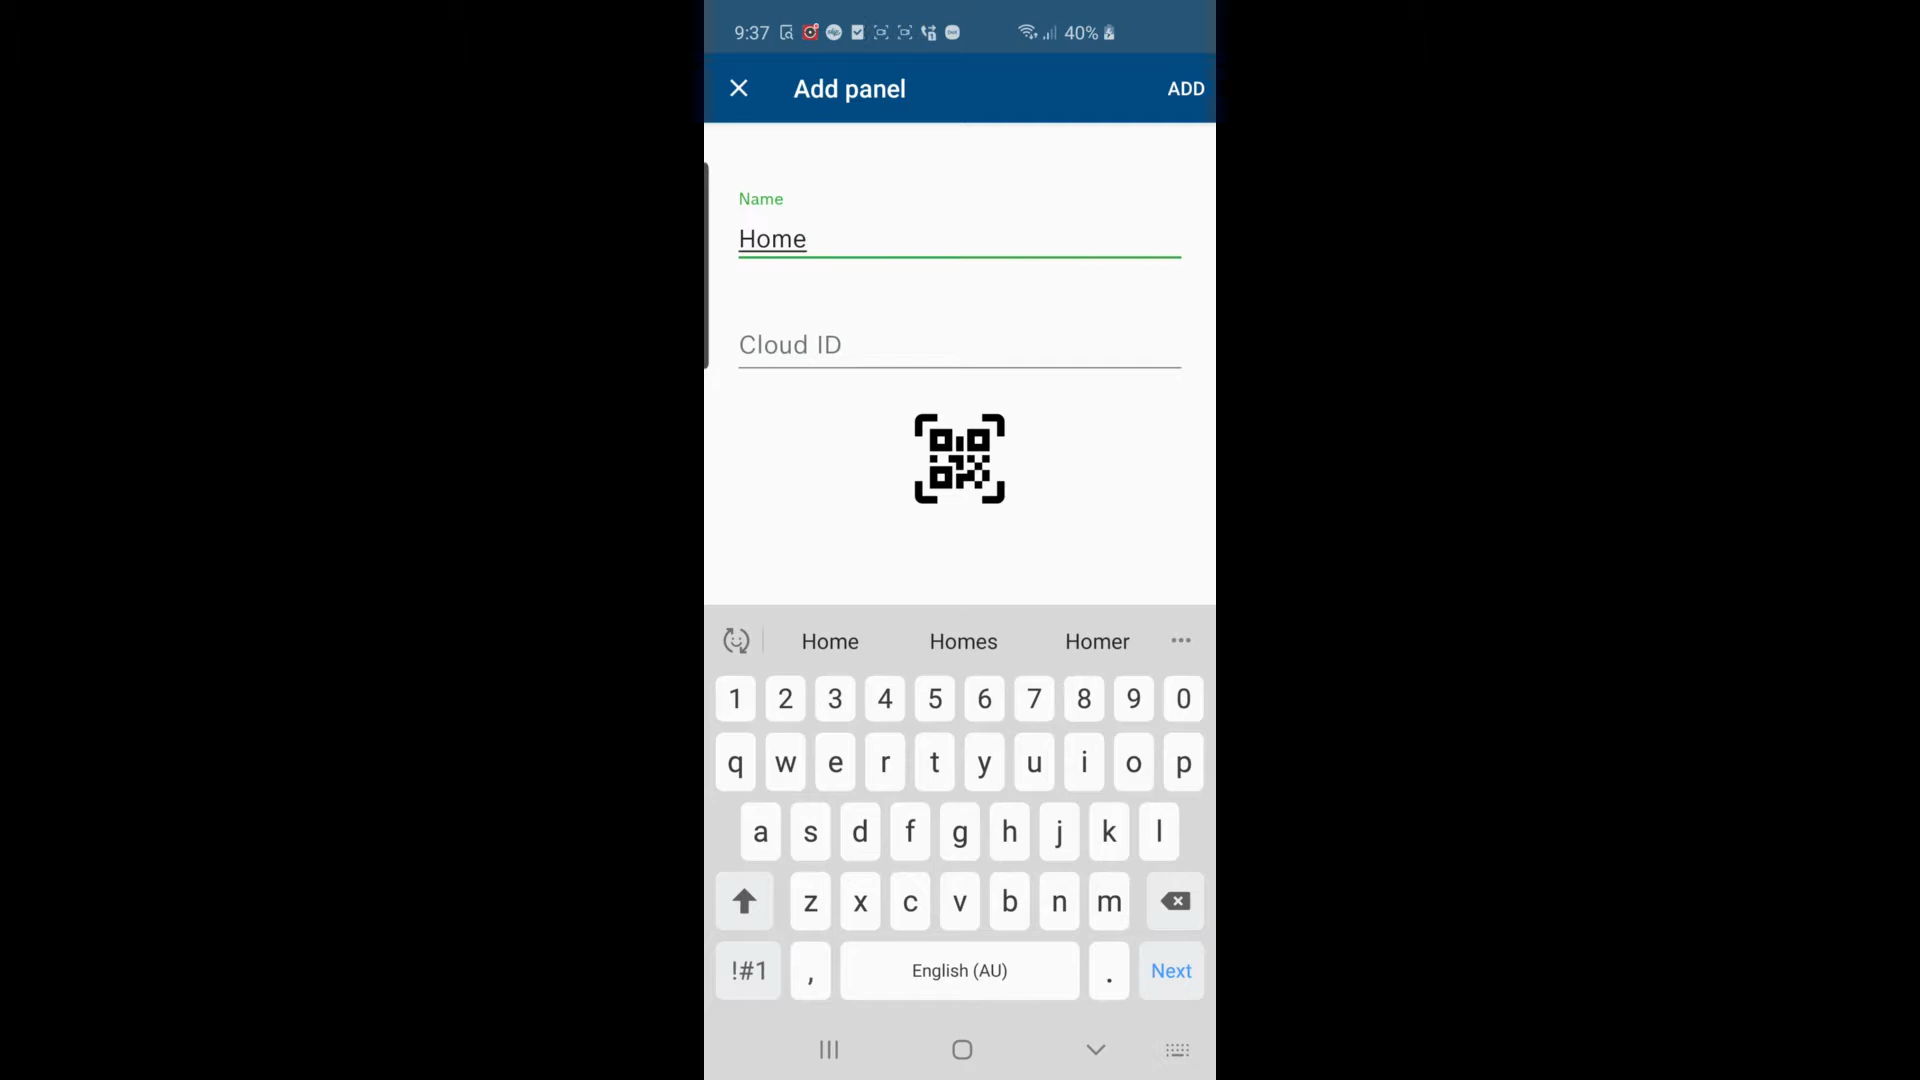 9:37 40%
Add panel ADD
Name
Home
Cloud ID
Home Homes Homer
1 2 3 4 5 6 7 8 9 0
q w e r t y u i o p
a s d f g h j k l
z x c v b n m
!#1 , English (AU) . Next